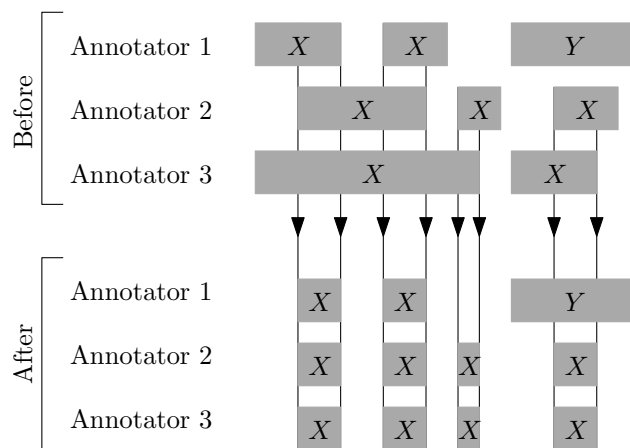 Before
Annotator 1 X X Y
Annotator 2 X X X
Annotator 3 X X
After
Annotator 1 X X Y
Annotator 2 X X X X
Annotator 3 X X X X